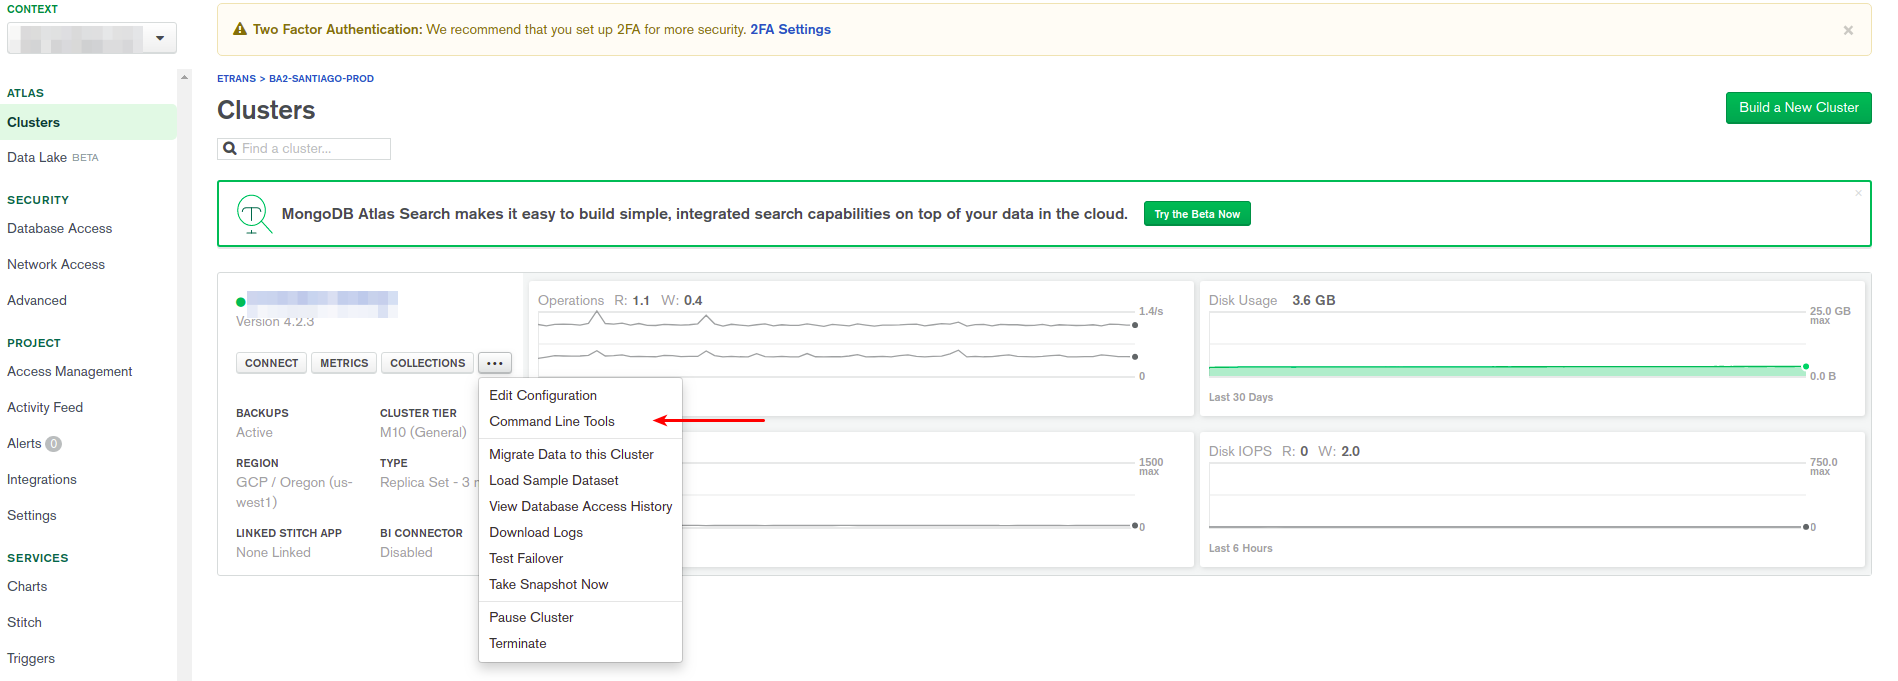 CONTEXT
ATLAS
Clusters
Data Lake BETA
SECURITY
Database Access
Network Access
Advanced
PROJECT
Access Management
Activity Feed
Alerts 0
Integrations
Settings
SERVICES
Charts
Stitch
Triggers
Two Factor Authentication: We recommend that you set up 2FA for more security. 2FA Settings ×
ETRANS > BA2-SANTIAGO-PROD
Clusters
Build a New Cluster
Find a cluster...
MongoDB Atlas Search makes it easy to build simple, integrated search capabilities on top of your data in the cloud. Try the Beta Now ×
Version 4.2.3
CONNECT METRICS COLLECTIONS ...
BACKUPS
Active
CLUSTER TIER
M10 (General)
REGION
GCP / Oregon (us-
west1)
TYPE
Replica Set - 3
LINKED STITCH APP
None Linked
BI CONNECTOR
Disabled
Edit Configuration
Command Line Tools
Migrate Data to this Cluster
Load Sample Dataset
View Database Access History
Download Logs
Test Failover
Take Snapshot Now
Pause Cluster
Terminate
Operations R: 1.1 W: 0.4
1.4/s
0
Disk Usage 3.6 GB
25.0 GB
max
0.0 B
Last 30 Days
1500
max
0
Disk IOPS R: 0 W: 2.0
750.0
max
0
Last 6 Hours